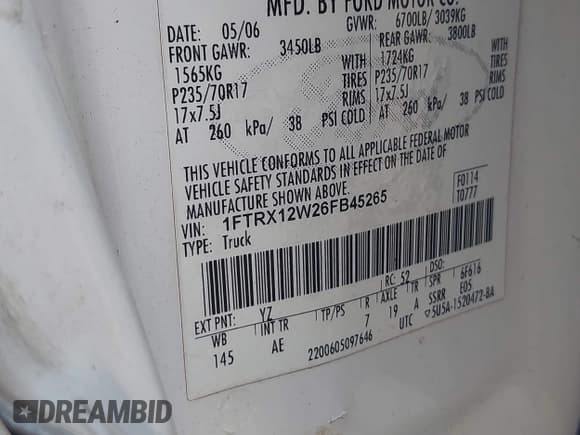 MFD. BY FORD MOTOR CO.
DATE: 05/06 GVWR: 6700LB/ 3039KG
FRONT GAWR: 3450LB REAR GAWR: 3800LB
1565KG WITH 1724KG WITH
P235/70R17 TIRES P235/70R17 TIRES
17x7.5J RIMS 17x7.5J RIMS
AT 260 kPa/ 38 PSI COLD AT 260 kPa/ 38 PSI COLD
THIS VEHICLE CONFORMS TO ALL APPLICABLE FEDERAL MOTOR
VEHICLE SAFETY STANDARDS IN EFFECT ON THE DATE OF
MANUFACTURE SHOWN ABOVE.
VIN: 1FTRX12W26FB45265 F0114
TYPE: Truck T0777
EXT PNT: YZ RC: 52 DSO:
WB INT TR TP/PS R AXLE TR SPR 6F616
145 AE 7 19 A SSRR E05
2200605097646 UTC 5U5A-1520472-BA
DREAMBID